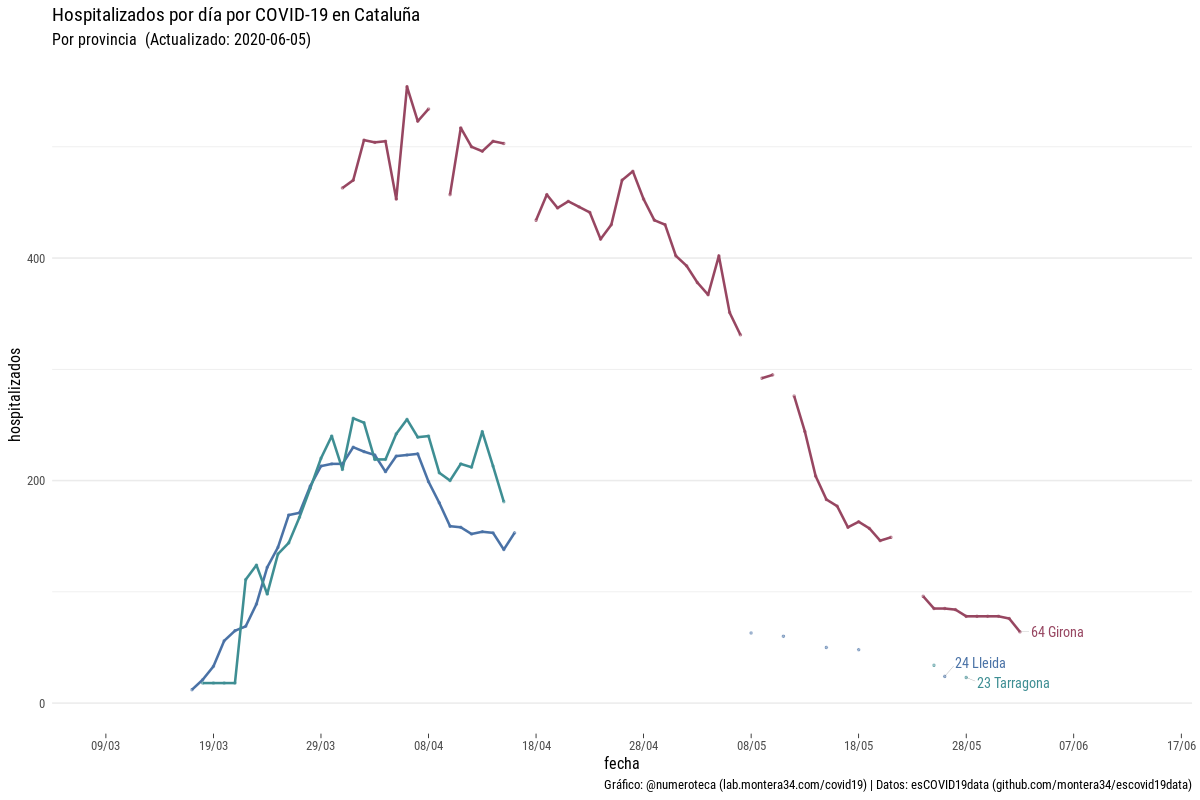 Hospitalizados por día por COVID-19 en Cataluña
Por provincia (Actualizado: 2020-06-05)
hospitalizados
400
200
0
64 Girona
24 Lleida
23 Tarragona
09/03 19/03 29/03 08/04 18/04 28/04 08/05 18/05 28/05 07/06 17/06
fecha
Gráfico: @numeroteca (lab.montera34.com/covid19) | Datos: esCOVID19data (github.com/montera34/escovid19data)